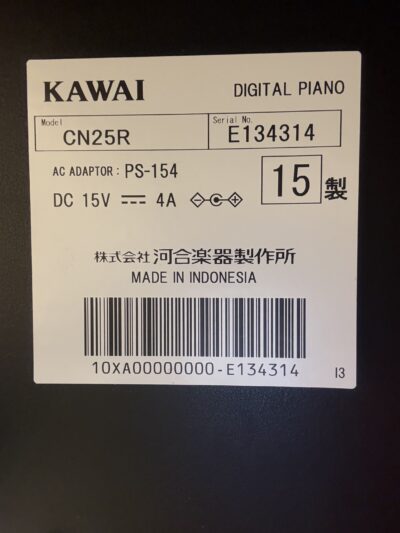 KAWAI
DIGITAL PIANO
Model
CN25R
Serial No.
E134314
AC ADAPTOR : PS-154
DC 15V 4A
15 製
株式会社 河合楽器製作所
MADE IN INDONESIA
10XA00000000-E134314
I3